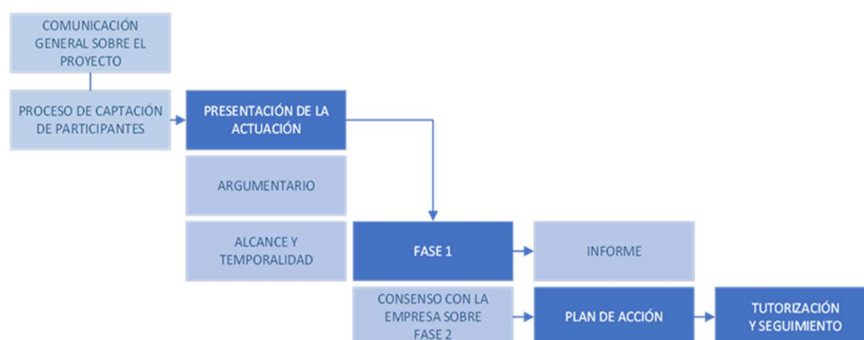 COMUNICACIÓN
GENERAL SOBRE EL
PROYECTO
PROCESO DE CAPTACIÓN
DE PARTICIPANTES
PRESENTACIÓN DE LA
ACTUACIÓN
ARGUMENTARIO
ALCANCE Y
TEMPORALIDAD
FASE 1
INFORME
CONSENSO CON LA
EMPRESA SOBRE
FASE 2
PLAN DE ACCIÓN
TUTORIZACIÓN
Y SEGUIMIENTO